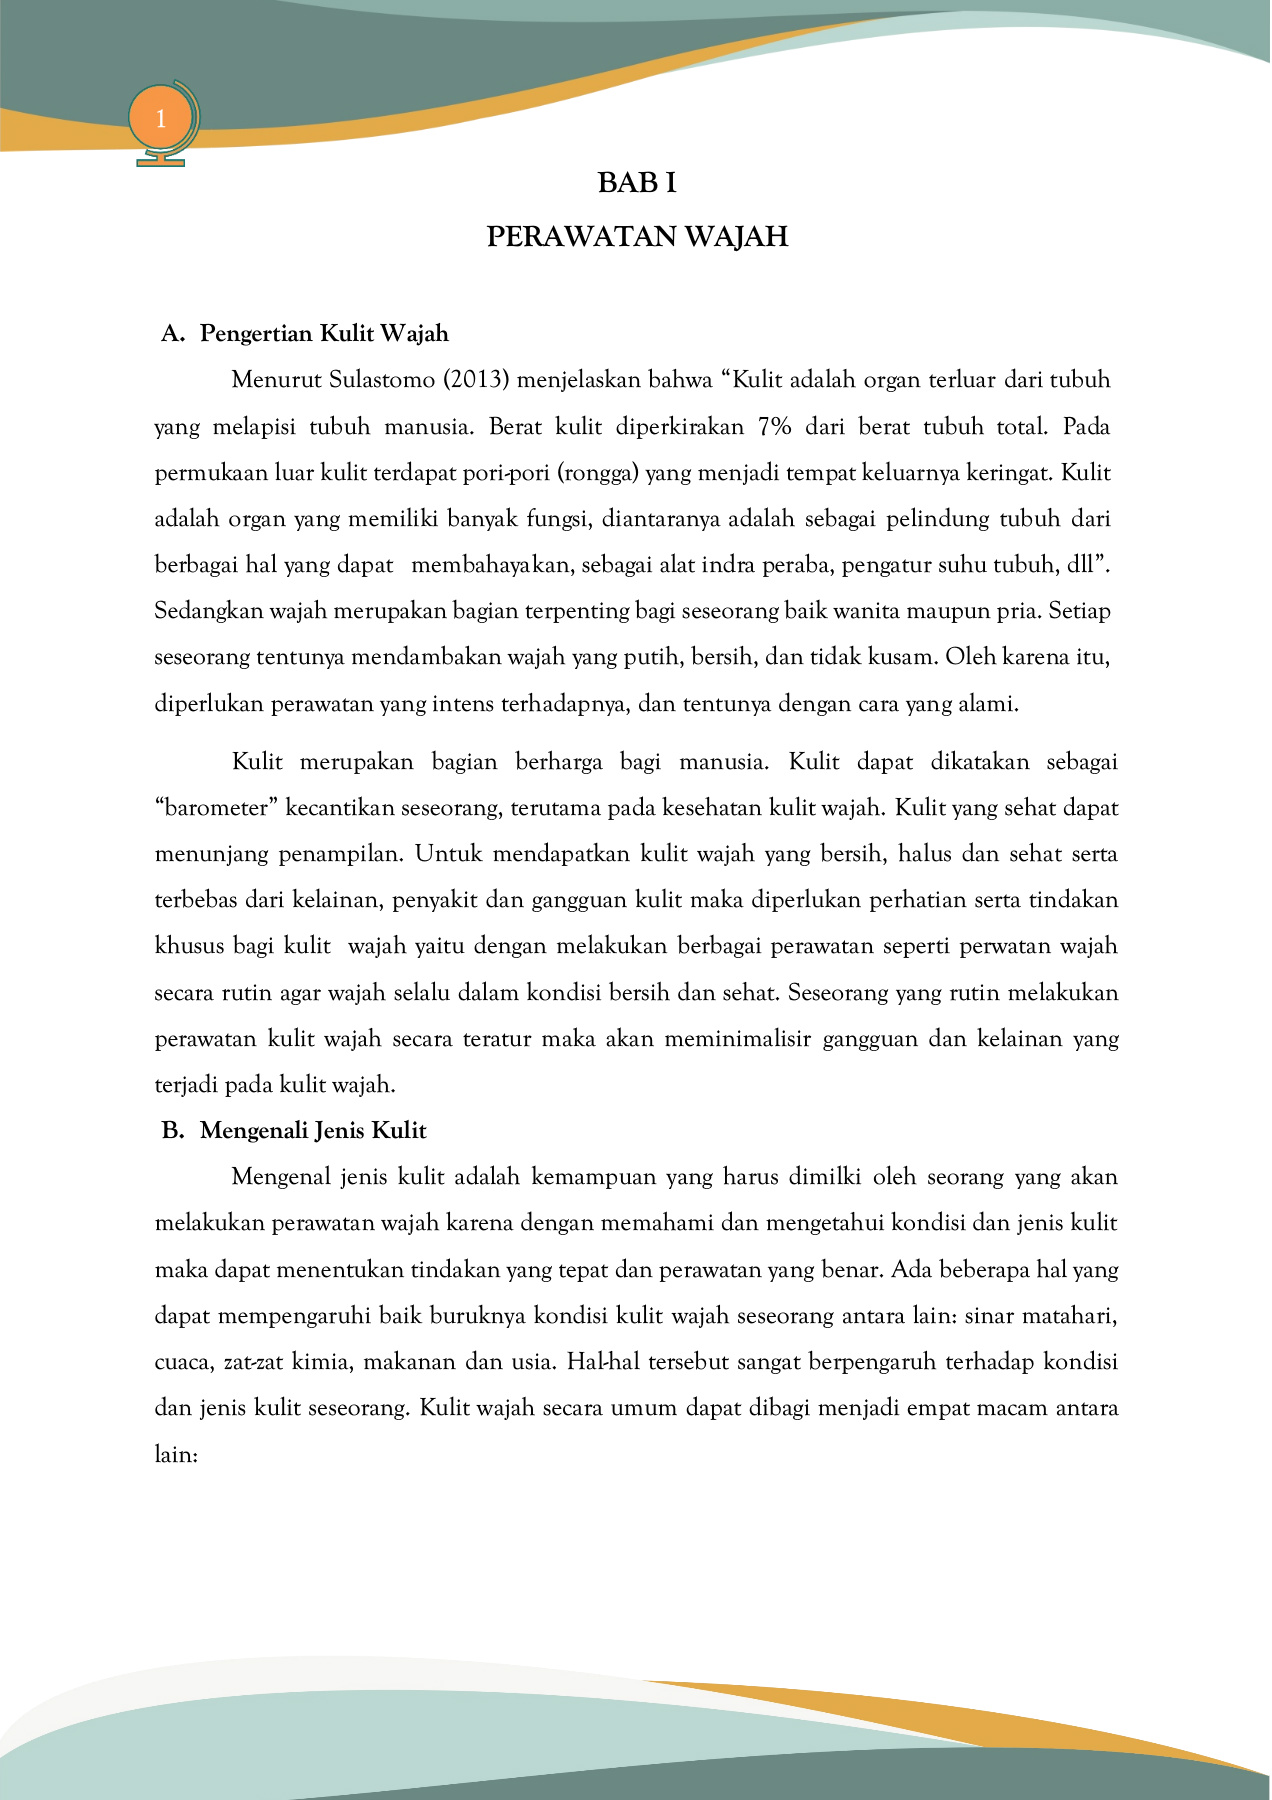 1
BAB I
PERAWATAN WAJAH
A. Pengertian Kulit Wajah
Menurut Sulastomo (2013) menjelaskan bahwa “Kulit adalah organ terluar dari tubuh
yang melapisi tubuh manusia. Berat kulit diperkirakan 7% dari berat tubuh total. Pada
permukaan luar kulit terdapat pori-pori (rongga) yang menjadi tempat keluarnya keringat. Kulit
adalah organ yang memiliki banyak fungsi, diantaranya adalah sebagai pelindung tubuh dari
berbagai hal yang dapat membahayakan, sebagai alat indra peraba, pengatur suhu tubuh, dll”.
Sedangkan wajah merupakan bagian terpenting bagi seseorang baik wanita maupun pria. Setiap
seseorang tentunya mendambakan wajah yang putih, bersih, dan tidak kusam. Oleh karena itu,
diperlukan perawatan yang intens terhadapnya, dan tentunya dengan cara yang alami.
Kulit merupakan bagian berharga bagi manusia. Kulit dapat dikatakan sebagai
“barometer” kecantikan seseorang, terutama pada kesehatan kulit wajah. Kulit yang sehat dapat
menunjang penampilan. Untuk mendapatkan kulit wajah yang bersih, halus dan sehat serta
terbebas dari kelainan, penyakit dan gangguan kulit maka diperlukan perhatian serta tindakan
khusus bagi kulit wajah yaitu dengan melakukan berbagai perawatan seperti perwatan wajah
secara rutin agar wajah selalu dalam kondisi bersih dan sehat. Seseorang yang rutin melakukan
perawatan kulit wajah secara teratur maka akan meminimalisir gangguan dan kelainan yang
terjadi pada kulit wajah.
B. Mengenali Jenis Kulit
Mengenal jenis kulit adalah kemampuan yang harus dimilki oleh seorang yang akan
melakukan perawatan wajah karena dengan memahami dan mengetahui kondisi dan jenis kulit
maka dapat menentukan tindakan yang tepat dan perawatan yang benar. Ada beberapa hal yang
dapat mempengaruhi baik buruknya kondisi kulit wajah seseorang antara lain: sinar matahari,
cuaca, zat-zat kimia, makanan dan usia. Hal-hal tersebut sangat berpengaruh terhadap kondisi
dan jenis kulit seseorang. Kulit wajah secara umum dapat dibagi menjadi empat macam antara
lain: